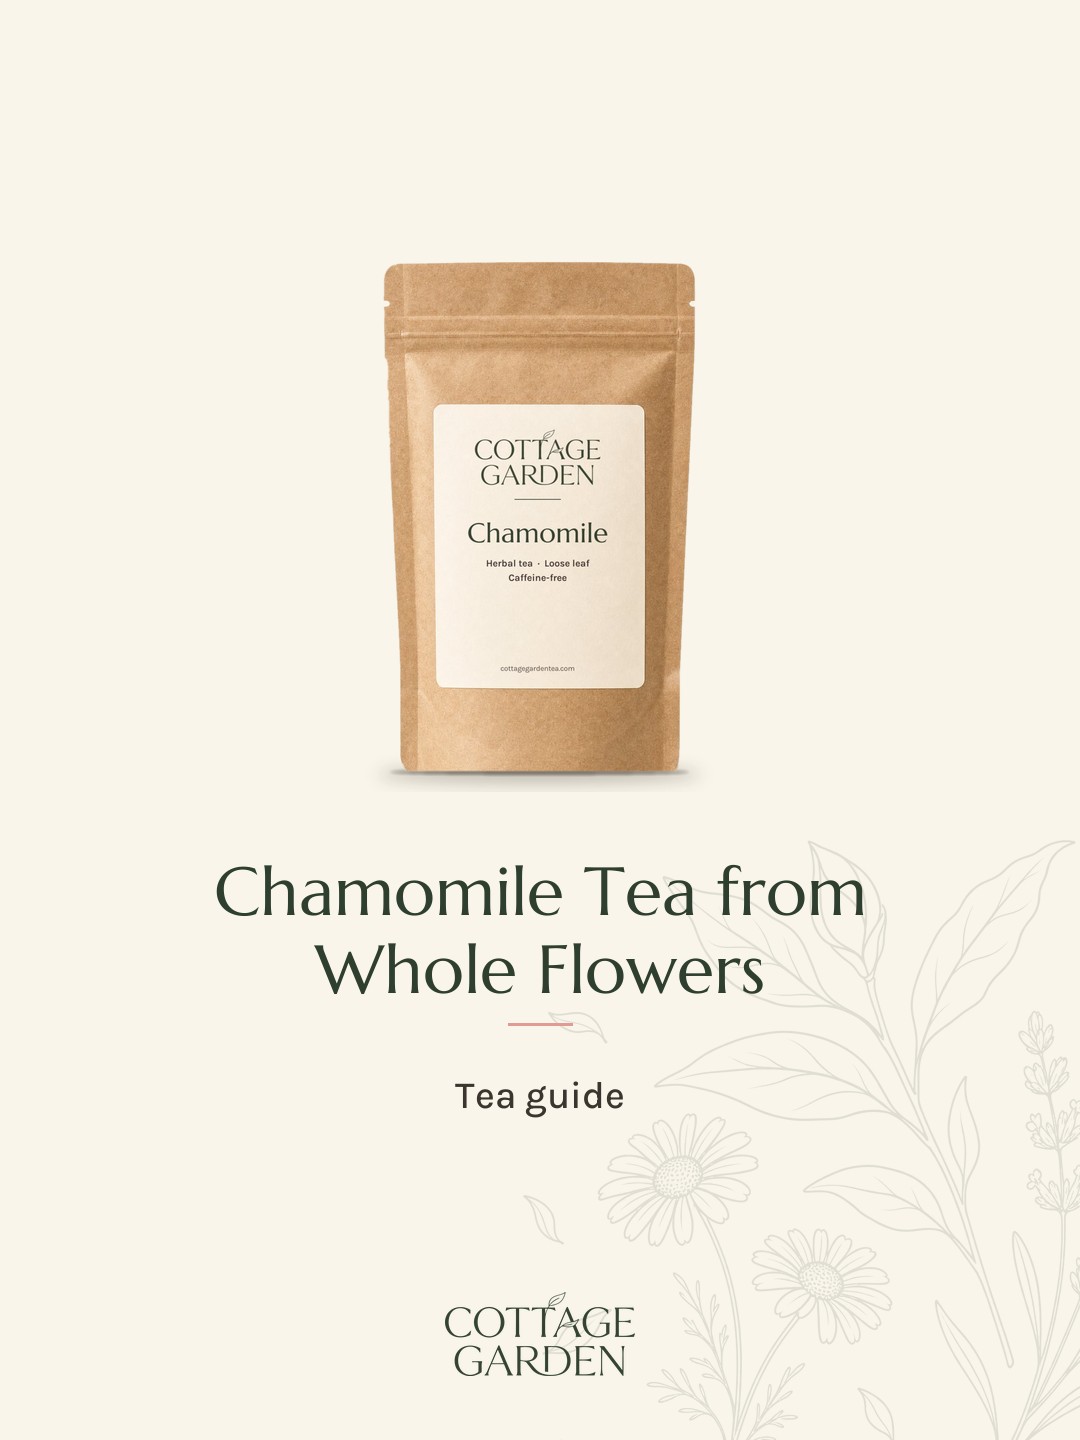 COTTAGE
GARDEN
Chamomile
Herbal tea · Loose leaf
Caffeine-free
cottagegardentea.com
Chamomile Tea from
Whole Flowers
Tea guide
COTTAGE
GARDEN